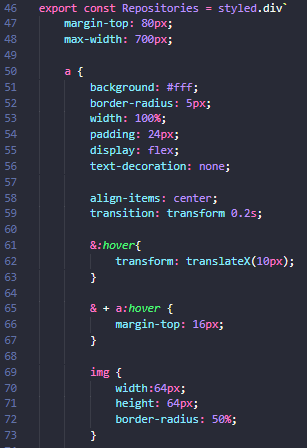 46 export const Repositories = styled.div`
47 margin-top: 80px;
48 max-width: 700px;
49
50 a {
51 background: #fff;
52 border-radius: 5px;
53 width: 100%;
54 padding: 24px;
55 display: flex;
56 text-decoration: none;
57
58 align-items: center;
59 transition: transform 0.2s;
60
61 &:hover{
62 transform: translateX(10px);
63 }
64
65 & + a:hover {
66 margin-top: 16px;
67 }
68
69 img {
70 width:64px;
71 height: 64px;
72 border-radius: 50%;
73 }